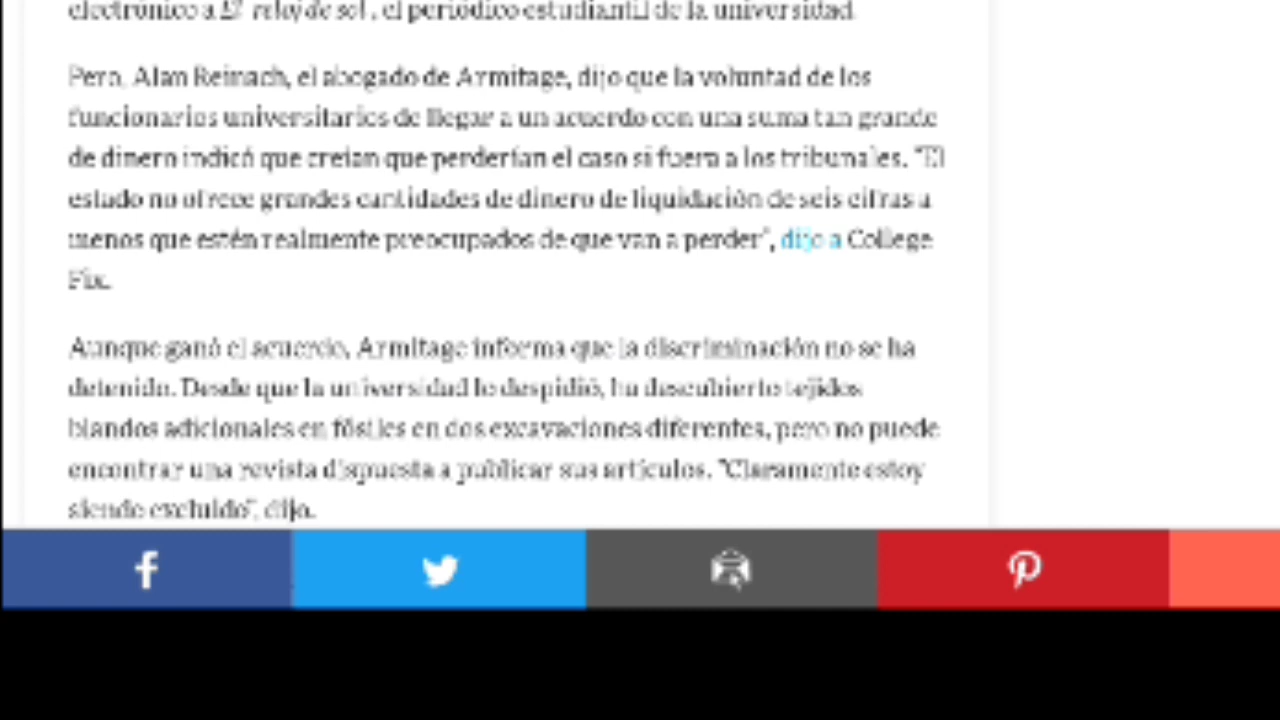 electrónico a El reloj de sol , el periódico estudiantil de la universidad.
Pero, Alan Reinach, el abogado de Armitage, dijo que la voluntad de los
funcionarios universitarios de llegar a un acuerdo con una suma tan grande
de dinero indicó que creían que perderían el caso si fuera a los tribunales. "El
estado no ofrece grandes cantidades de dinero de liquidación de seis cifras a
menos que estén realmente preocupados de que van a perder", dijo a College
Fix.
Aunque ganó el acuerdo, Armitage informa que la discriminación no se ha
detenido. Desde que la universidad lo despidió, ha descubierto tejidos
blandos adicionales en fósiles en dos excavaciones diferentes, pero no puede
encontrar una revista dispuesta a publicar sus artículos. "Claramente estoy
siendo excluido", dijo.